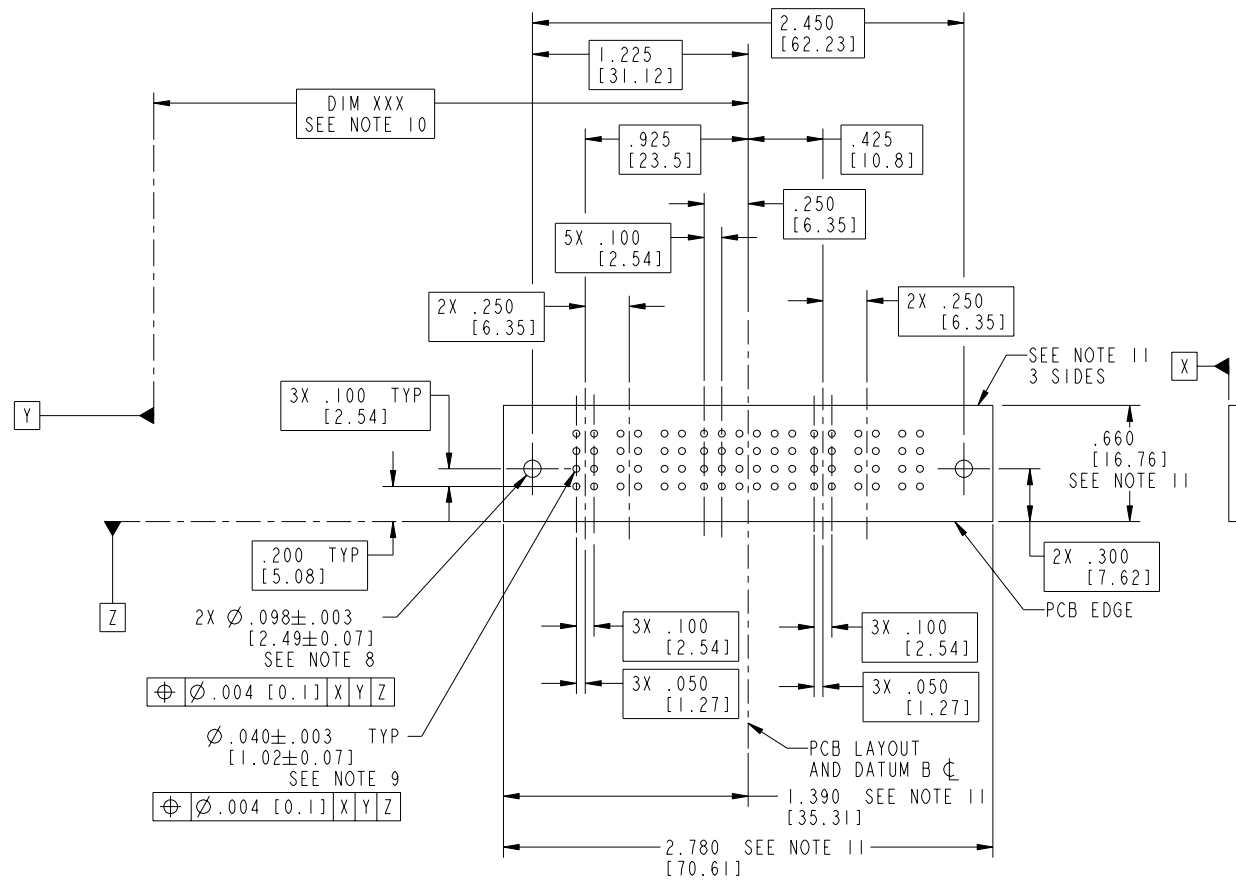 2.450
[62.23]
1.225
[31.12]
DIM XXX
SEE NOTE 10
.925
[23.5]
.425
[10.8]
.250
[6.35]
5X .100
[2.54]
2X .250
[6.35]
2X .250
[6.35]
SEE NOTE 11
3 SIDES
X
3X .100 TYP
[2.54]
Y
.660
[16.76]
SEE NOTE 11
.200 TYP
[5.08]
2X .300
[7.62]
Z
PCB EDGE
2X Ø.098±.003
[2.49±0.07]
SEE NOTE 8
⌖ Ø.004 [0.1] X Y Z
3X .100
[2.54]
3X .100
[2.54]
3X .050
[1.27]
3X .050
[1.27]
Ø.040±.003 TYP
[1.02±0.07]
SEE NOTE 9
⌖ Ø.004 [0.1] X Y Z
PCB LAYOUT
AND DATUM B ℄
1.390 SEE NOTE 11
[35.31]
2.780 SEE NOTE 11
[70.61]